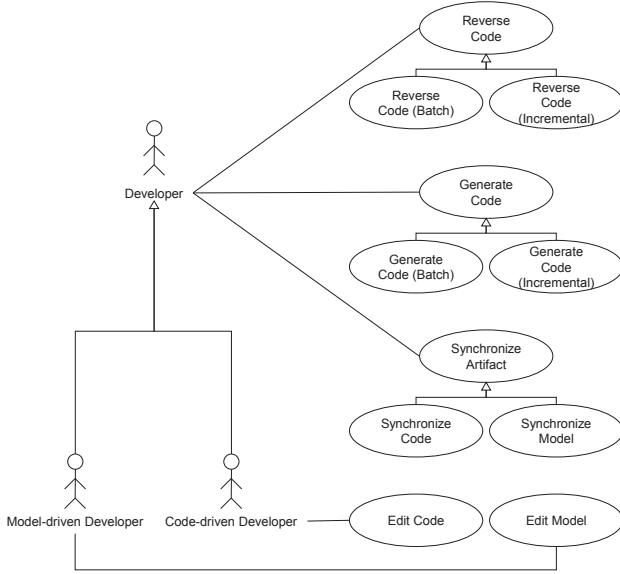 Reverse
Code
Reverse
Code (Batch)
Reverse
Code
(Incremental)
Developer
Generate
Code
Generate
Code (Batch)
Generate
Code
(Incremental)
Synchronize
Artifact
Synchronize
Code
Synchronize
Model
Model-driven Developer
Code-driven Developer
Edit Code
Edit Model